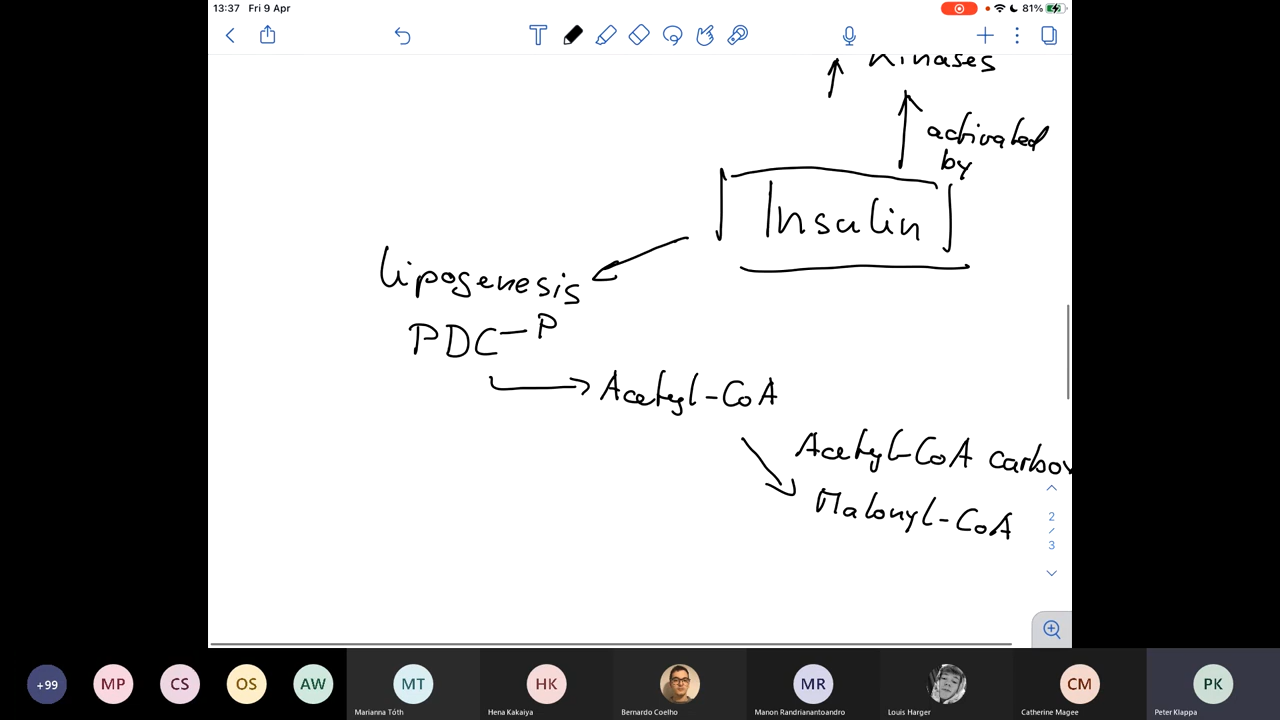 13:37 Fri 9 Apr
81%
T
Kinases
activated
by
Insulin
lipogenesis
PDC-P
Acetyl-CoA
Acetyl-CoA carbox
Malonyl-CoA
2
/
3
+99
MP
CS
OS
AW
MT
HK
MR
CM
PK
Marianna Tóth
Hena Kakaiya
Bernardo Coelho
Manon Randrianantoandro
Louis Harger
Catherine Magee
Peter Klappa